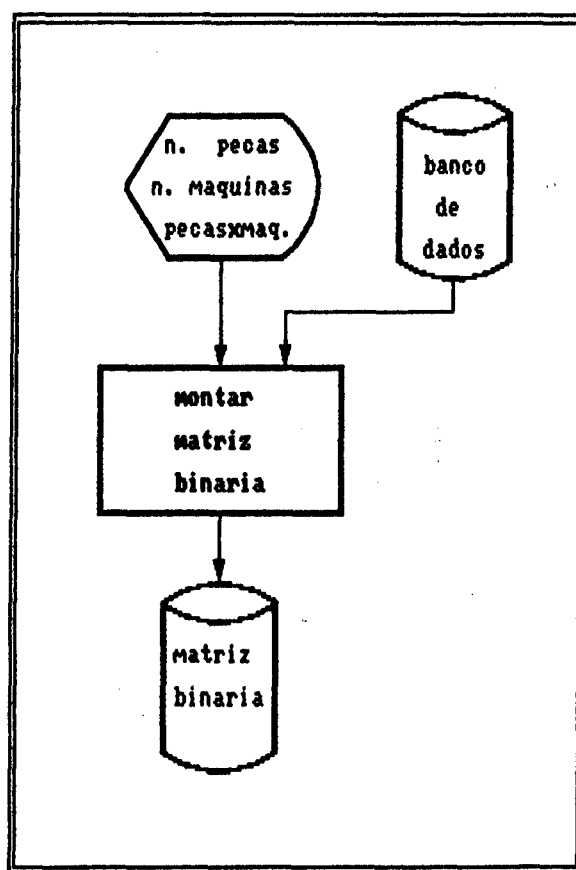 n. pecas
n. maquinas
pecasxmaq.
banco
de
dados
montar
matriz
binaria
matriz
binaria